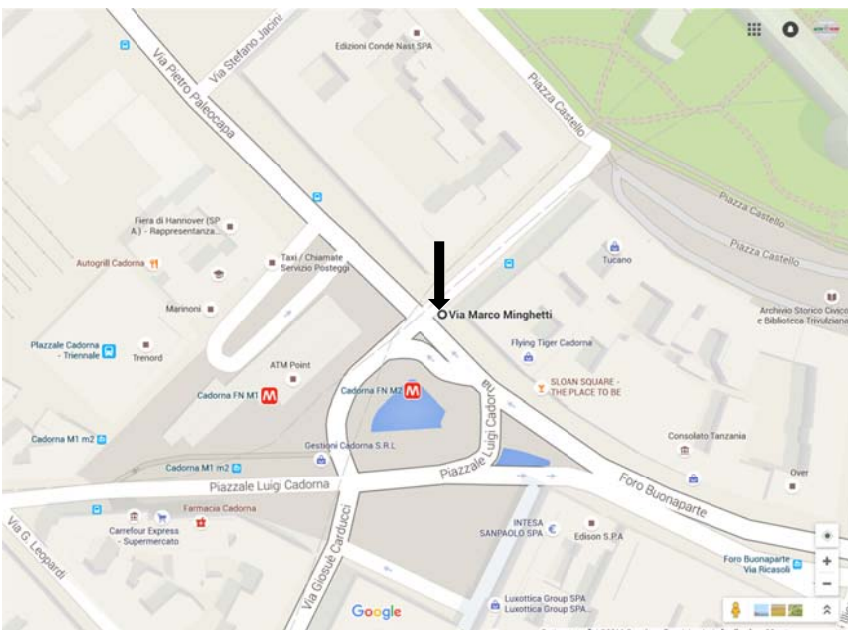 Edizioni Condé Nast SPA
Via Stefano Jacini
Via Pietro Paleocapa
Piazza Castello
Piazza Castello
Piazza Castello
Fiera di Hannover (SP
A) - Rappresentanza...
Autogrill Cadorna
Taxi / Chiamate
Servizio Posteggi
Tucano
Marinoni
Via Marco Minghetti
Archivio Storico Civico
e Biblioteca Trivulziana
Flying Tiger Cadorna
Piazzale Cadorna
- Triennale
Trenord
ATM Point
SLOAN SQUARE -
THE PLACE TO BE
Cadorna FN M1
M
Cadorna FN M2
M
Piazzale Luigi Cadorna
Cadorna M1 m2
Gestioni Cadorna S.R.L
Consolato Tanzania
Cadorna M1 m2
Over
Piazzale Luigi Cadorna
Foro Buonaparte
Farmacia Cadorna
Carrefour Express
- Supermercato
Via G. Leopardi
Via Giosuè Carducci
INTESA
SANPAOLO SPA
€
Edison S.P.A
Foro Buonaparte
Via Ricasoli
+
−
Google
Luxottica Group SPA
Luxottica Group SPA...